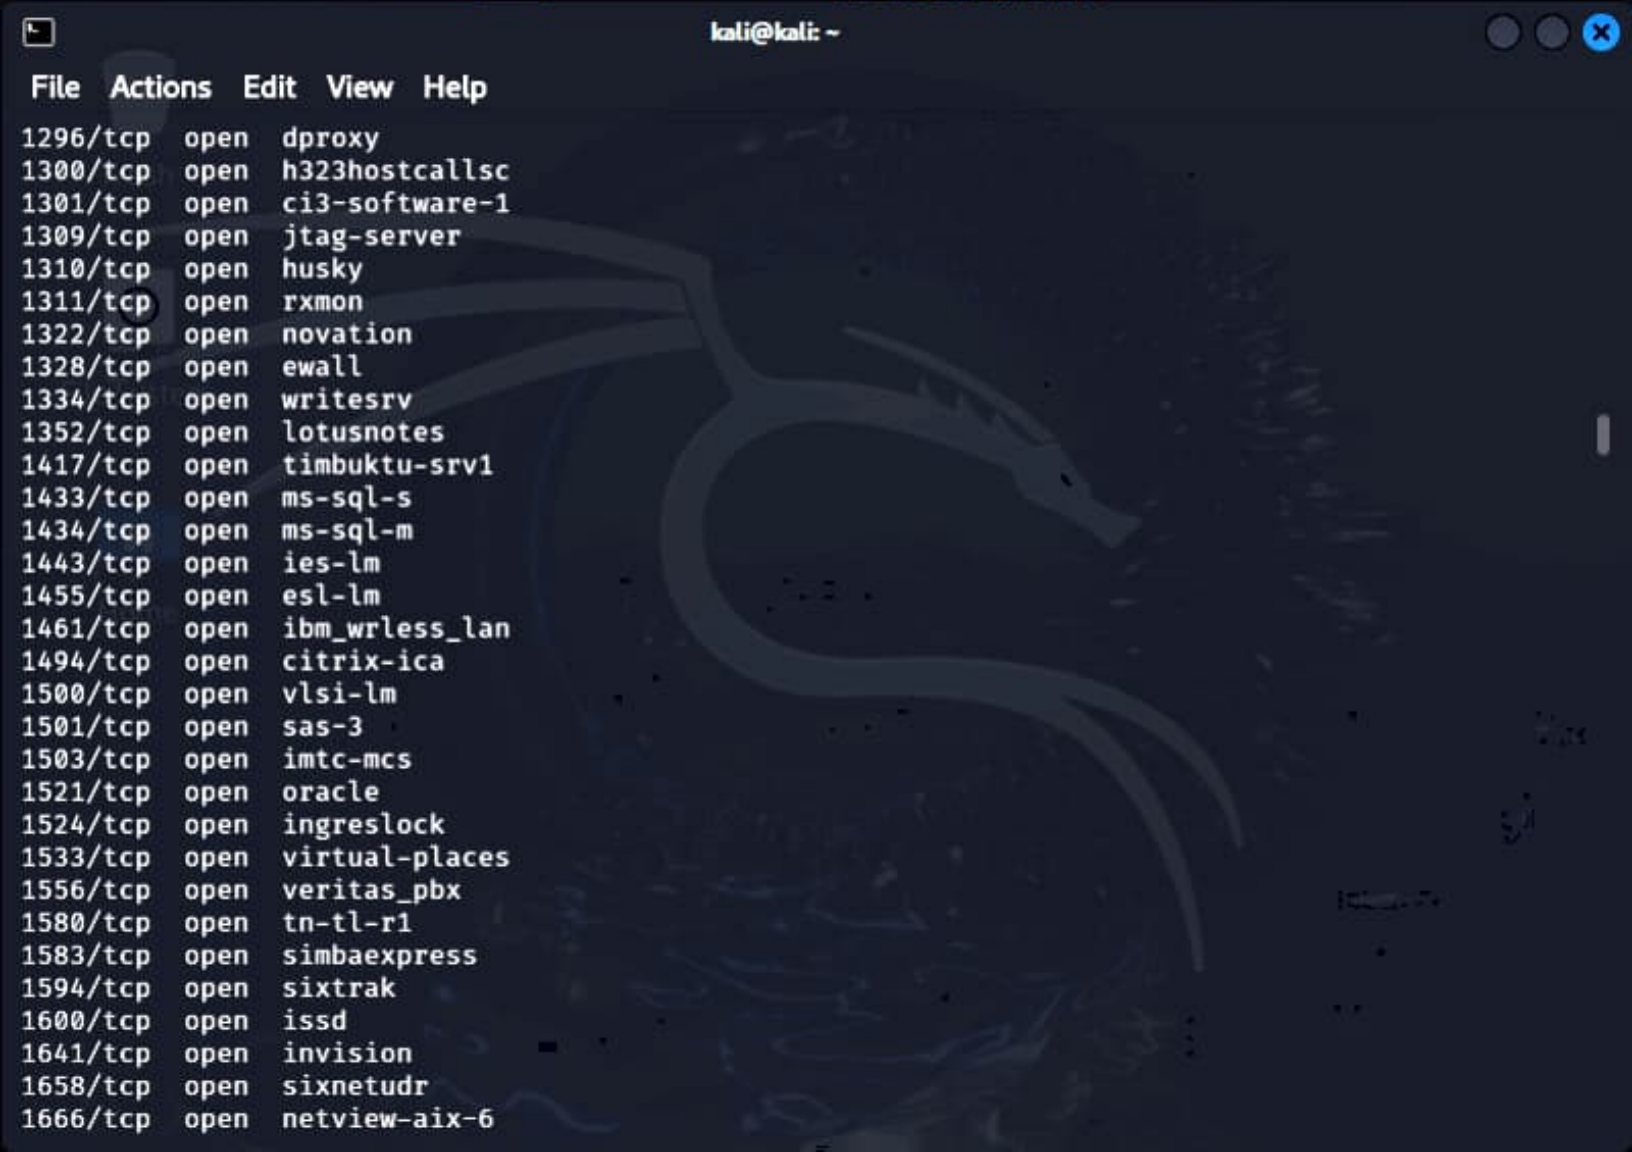 kali@kali: ~
File Actions Edit View Help
1296/tcp open dproxy
1300/tcp open h323hostcallsc
1301/tcp open ci3-software-1
1309/tcp open jtag-server
1310/tcp open husky
1311/tcp open rxmon
1322/tcp open novation
1328/tcp open ewall
1334/tcp open writesrv
1352/tcp open lotusnotes
1417/tcp open timbuktu-srv1
1433/tcp open ms-sql-s
1434/tcp open ms-sql-m
1443/tcp open ies-lm
1455/tcp open esl-lm
1461/tcp open ibm_wrless_lan
1494/tcp open citrix-ica
1500/tcp open vlsi-lm
1501/tcp open sas-3
1503/tcp open imtc-mcs
1521/tcp open oracle
1524/tcp open ingreslock
1533/tcp open virtual-places
1556/tcp open veritas_pbx
1580/tcp open tn-tl-r1
1583/tcp open simbaexpress
1594/tcp open sixtrak
1600/tcp open issd
1641/tcp open invision
1658/tcp open sixnetudr
1666/tcp open netview-aix-6